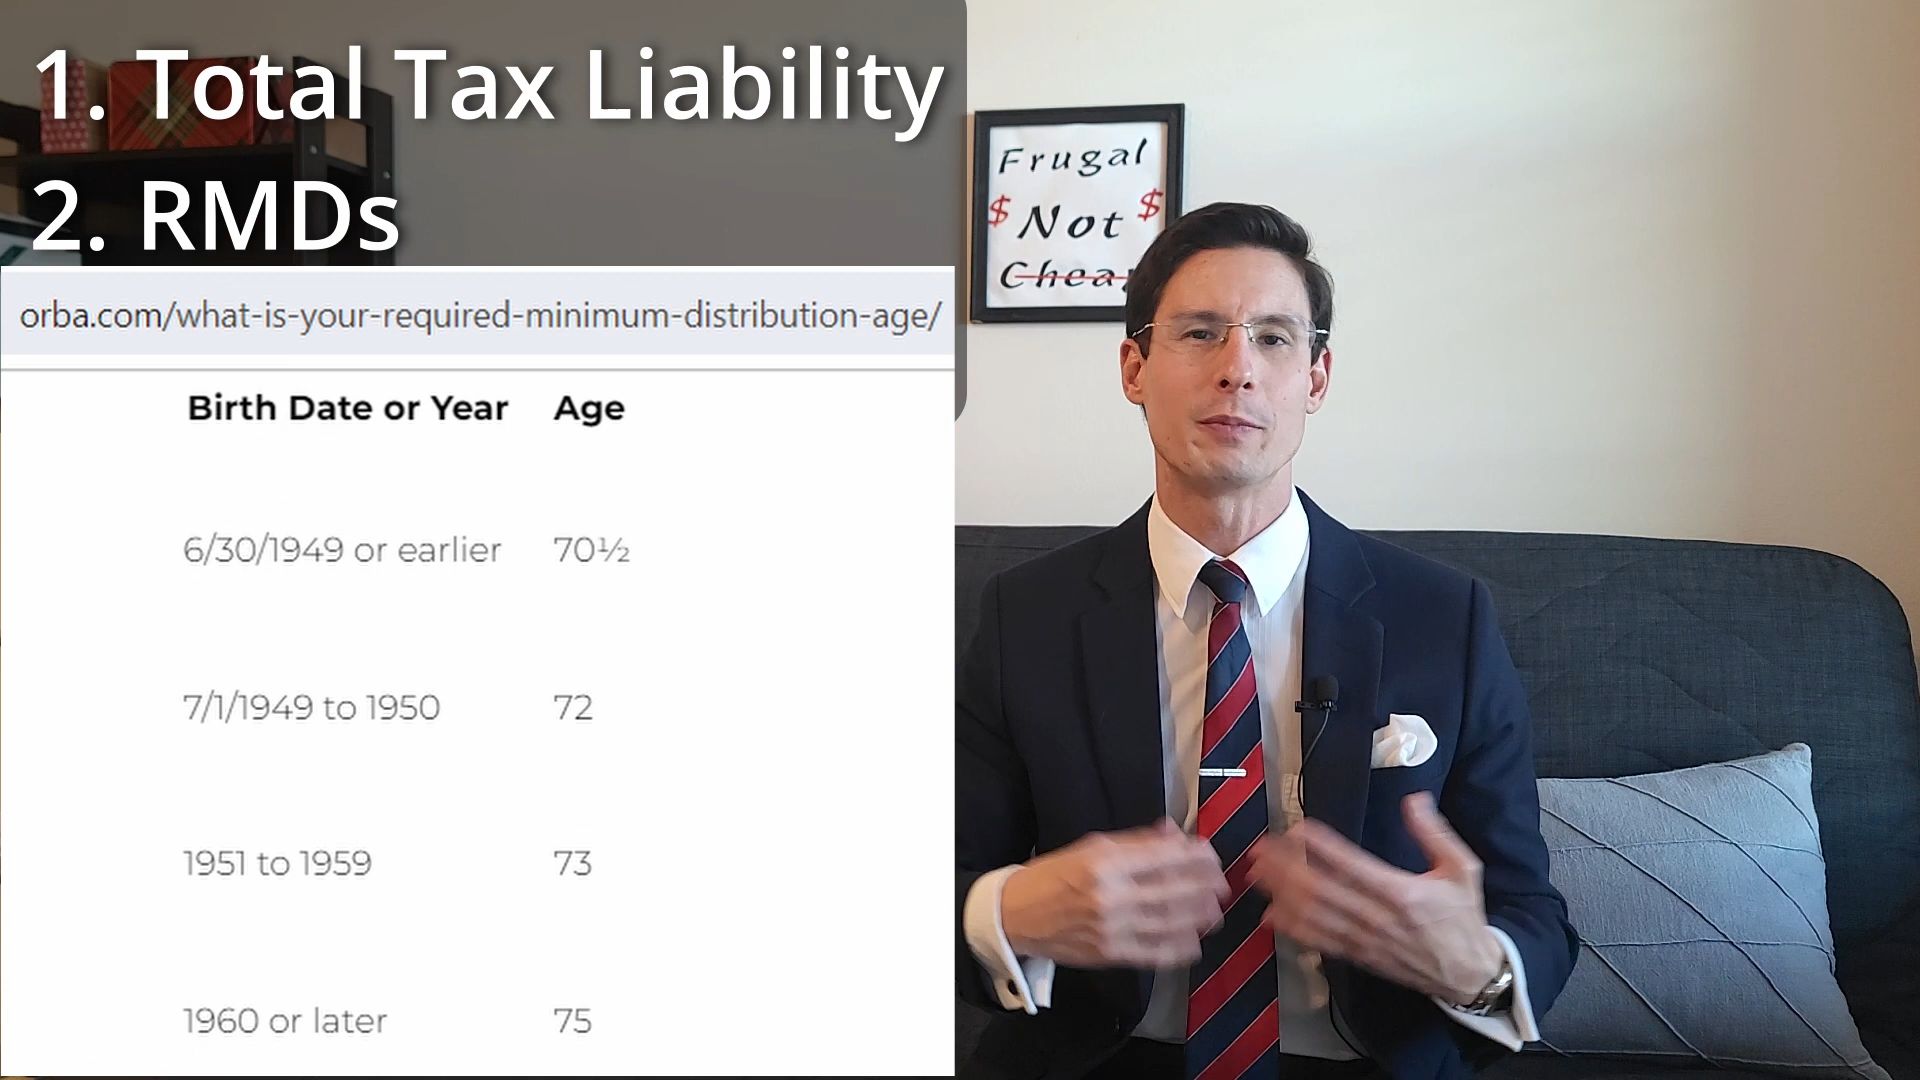 1. Total Tax Liability
2. RMDs
orba.com/what-is-your-required-minimum-distribution-age/
Birth Date or Year Age
6/30/1949 or earlier 70½
7/1/1949 to 1950 72
1951 to 1959 73
1960 or later 75
Frugal
$ Not $